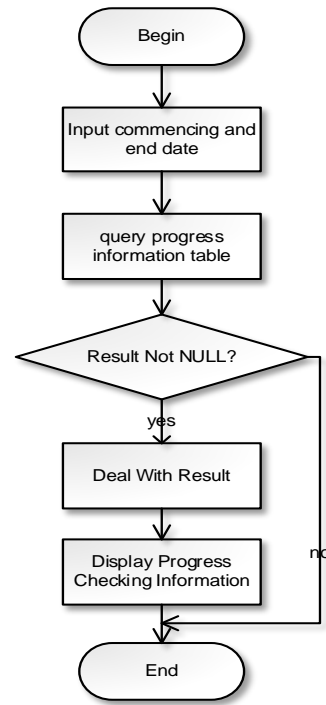 Begin
Input commencing and
end date
query progress
information table
Result Not NULL?
yes
Deal With Result
no
Display Progress
Checking Information
End